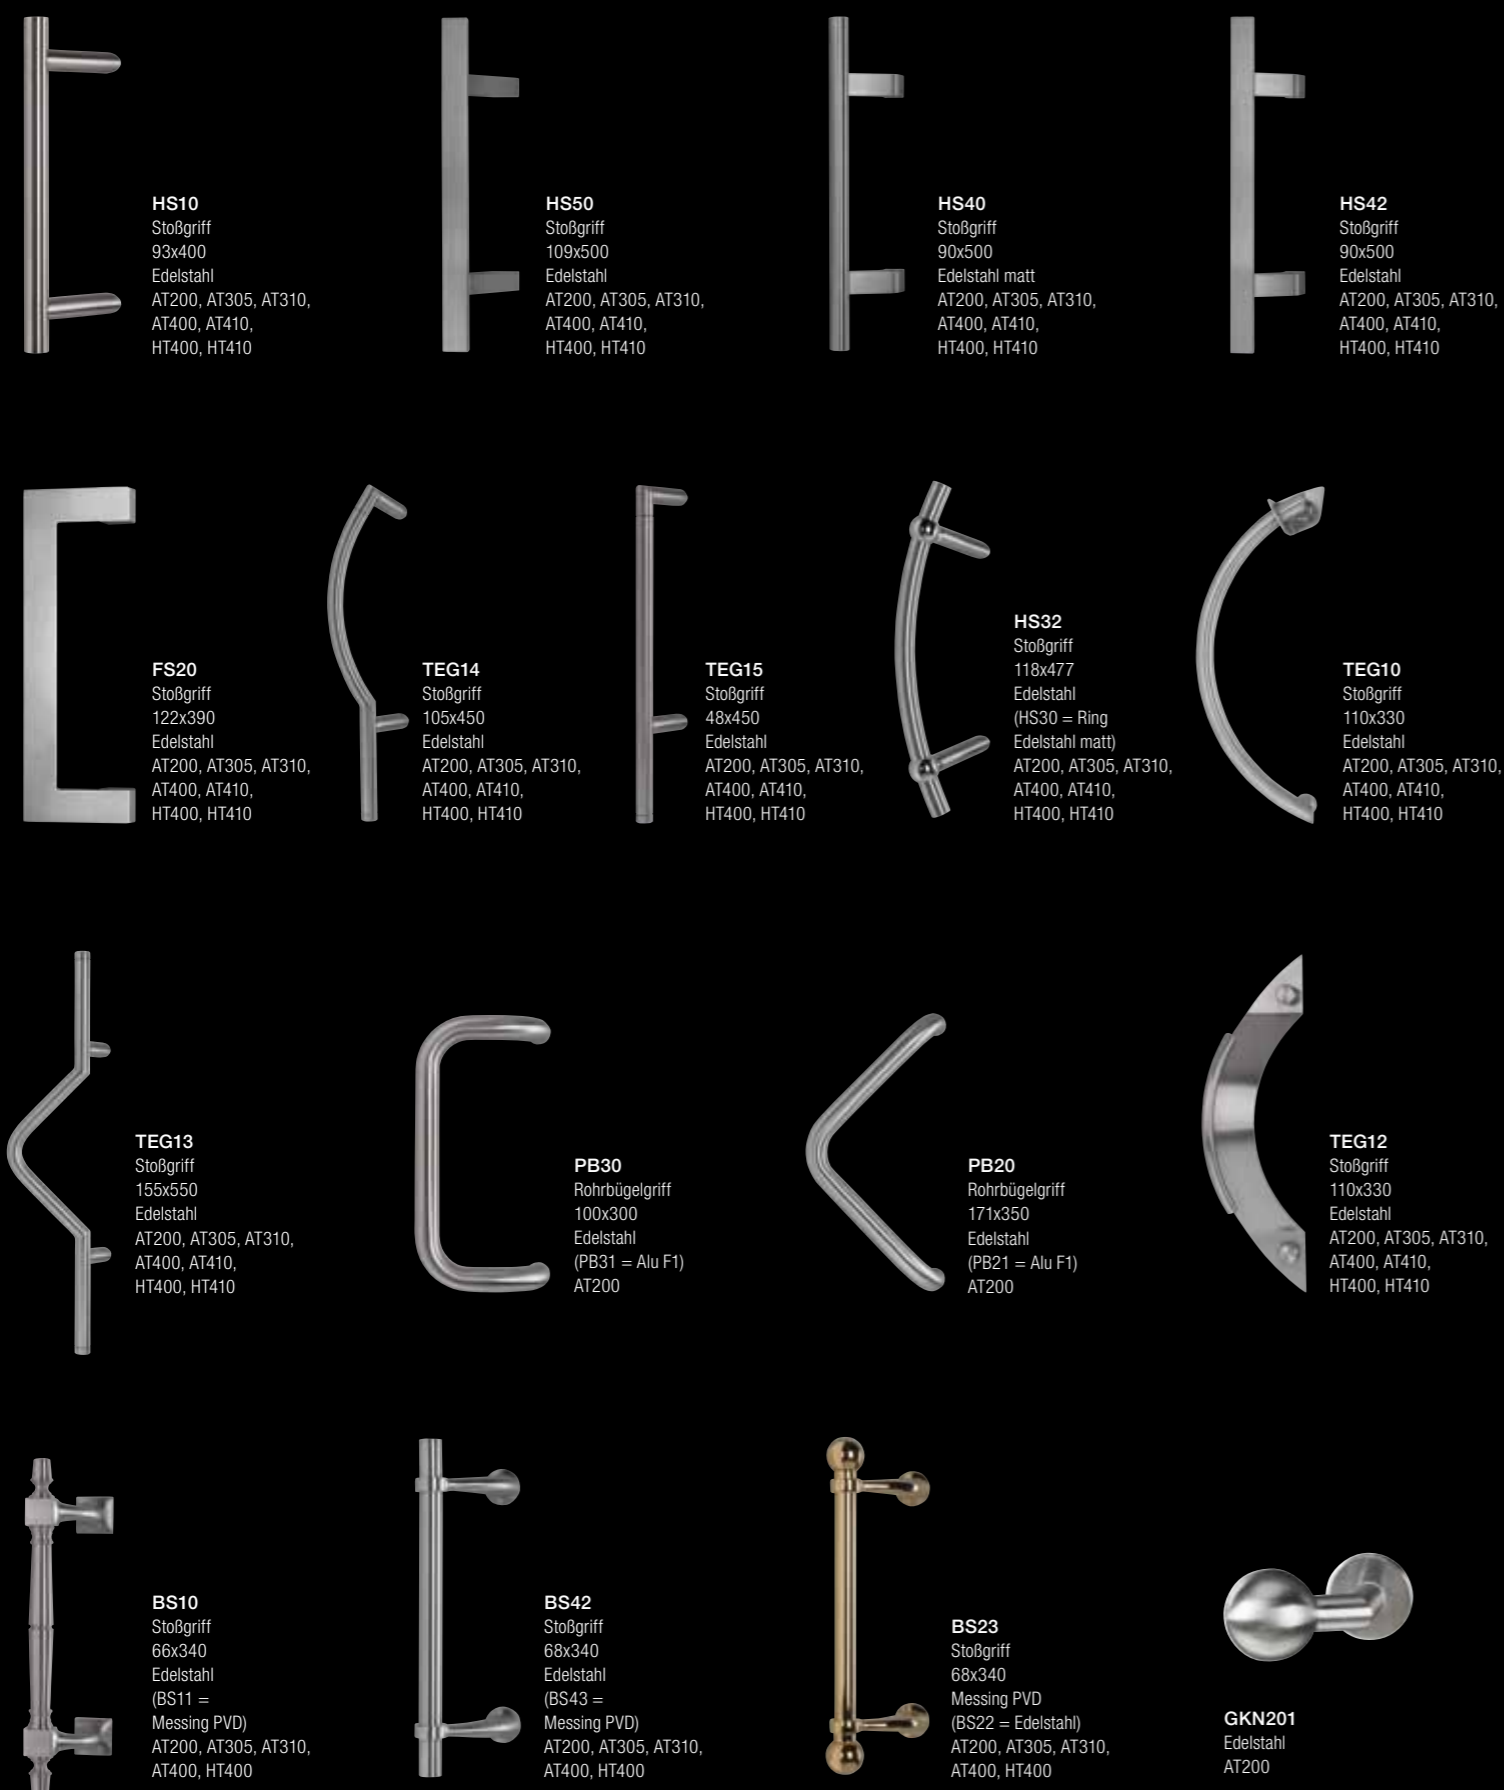 HS10
Stoßgriff
93x400
Edelstahl
AT200, AT305, AT310,
AT400, AT410,
HT400, HT410
HS50
Stoßgriff
109x500
Edelstahl
AT200, AT305, AT310,
AT400, AT410,
HT400, HT410
HS40
Stoßgriff
90x500
Edelstahl matt
AT200, AT305, AT310,
AT400, AT410,
HT400, HT410
HS42
Stoßgriff
90x500
Edelstahl
AT200, AT305, AT310,
AT400, AT410,
HT400, HT410
FS20
Stoßgriff
122x390
Edelstahl
AT200, AT305, AT310,
AT400, AT410,
HT400, HT410
TEG14
Stoßgriff
105x450
Edelstahl
AT200, AT305, AT310,
AT400, AT410,
HT400, HT410
TEG15
Stoßgriff
48x450
Edelstahl
AT200, AT305, AT310,
AT400, AT410,
HT400, HT410
HS32
Stoßgriff
118x477
Edelstahl
(HS30 = Ring
Edelstahl matt)
AT200, AT305, AT310,
AT400, AT410,
HT400, HT410
TEG10
Stoßgriff
110x330
Edelstahl
AT200, AT305, AT310,
AT400, AT410,
HT400, HT410
TEG13
Stoßgriff
155x550
Edelstahl
AT200, AT305, AT310,
AT400, AT410,
HT400, HT410
PB30
Rohrbügelgriff
100x300
Edelstahl
(PB31 = Alu F1)
AT200
PB20
Rohrbügelgriff
171x350
Edelstahl
(PB21 = Alu F1)
AT200
TEG12
Stoßgriff
110x330
Edelstahl
AT200, AT305, AT310,
AT400, AT410,
HT400, HT410
BS10
Stoßgriff
66x340
Edelstahl
(BS11 =
Messing PVD)
AT200, AT305, AT310,
AT400, HT400
BS42
Stoßgriff
68x340
Edelstahl
(BS43 =
Messing PVD)
AT200, AT305, AT310,
AT400, HT400
BS23
Stoßgriff
68x340
Messing PVD
(BS22 = Edelstahl)
AT200, AT305, AT310,
AT400, HT400
GKN201
Edelstahl
AT200